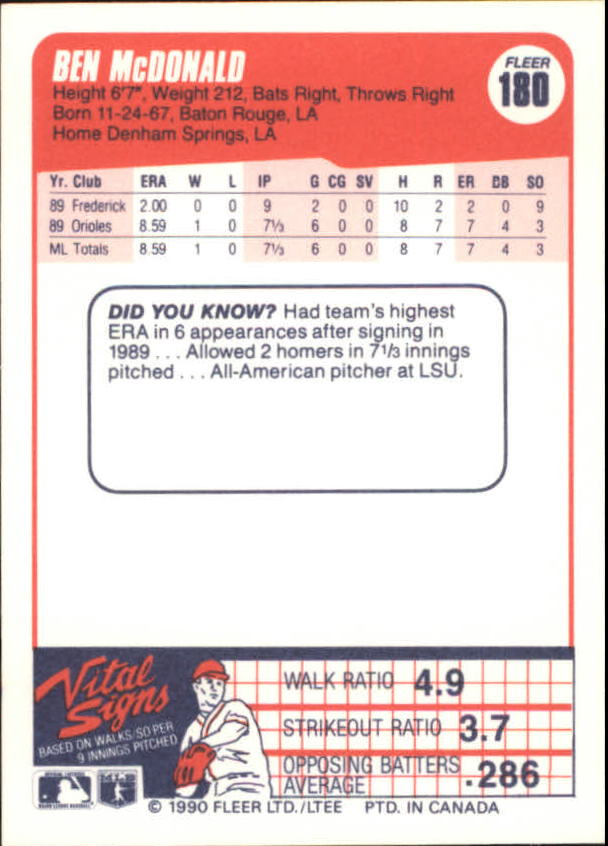 BEN McDONALD
FLEER
180
Height 6'7", Weight 212, Bats Right, Throws Right
Born 11-24-67, Baton Rouge, LA
Home Denham Springs, LA
Yr. Club ERA W L IP G CG SV H R ER BB SO
89 Frederick 2.00 0 0 9 2 0 0 10 2 2 0 9
89 Orioles 8.59 1 0 7⅓ 6 0 0 8 7 7 4 3
ML Totals 8.59 1 0 7⅓ 6 0 0 8 7 7 4 3
DID YOU KNOW? Had team's highest
ERA in 6 appearances after signing in
1989 . . . Allowed 2 homers in 7⅓ innings
pitched . . . All-American pitcher at LSU.
Vital
Signs
BASED ON WALKS/SO PER
9 INNINGS PITCHED
WALK RATIO 4.9
STRIKEOUT RATIO 3.7
OPPOSING BATTERS
AVERAGE .286
© 1990 FLEER LTD./LTEE PTD. IN CANADA